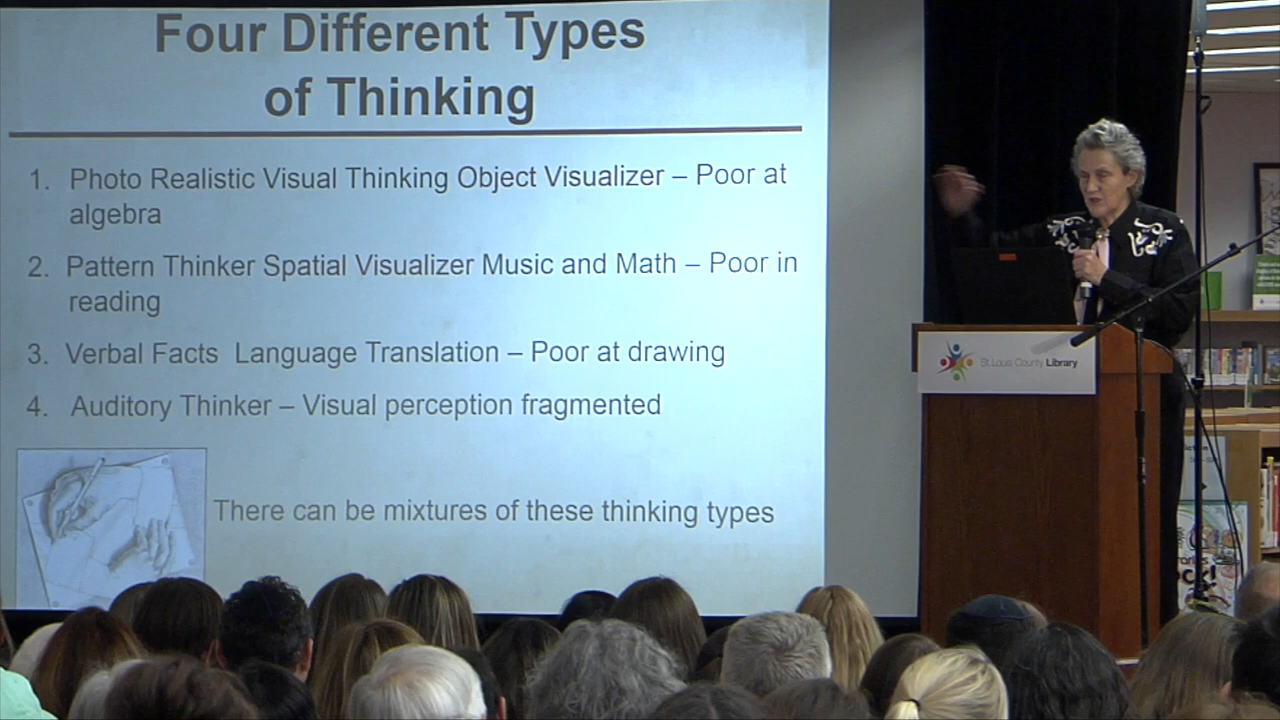 Four Different Types
of Thinking
1. Photo Realistic Visual Thinking Object Visualizer – Poor at
algebra
2. Pattern Thinker Spatial Visualizer Music and Math – Poor in
reading
3. Verbal Facts Language Translation – Poor at drawing
4. Auditory Thinker – Visual perception fragmented
There can be mixtures of these thinking types
St. Louis County Library